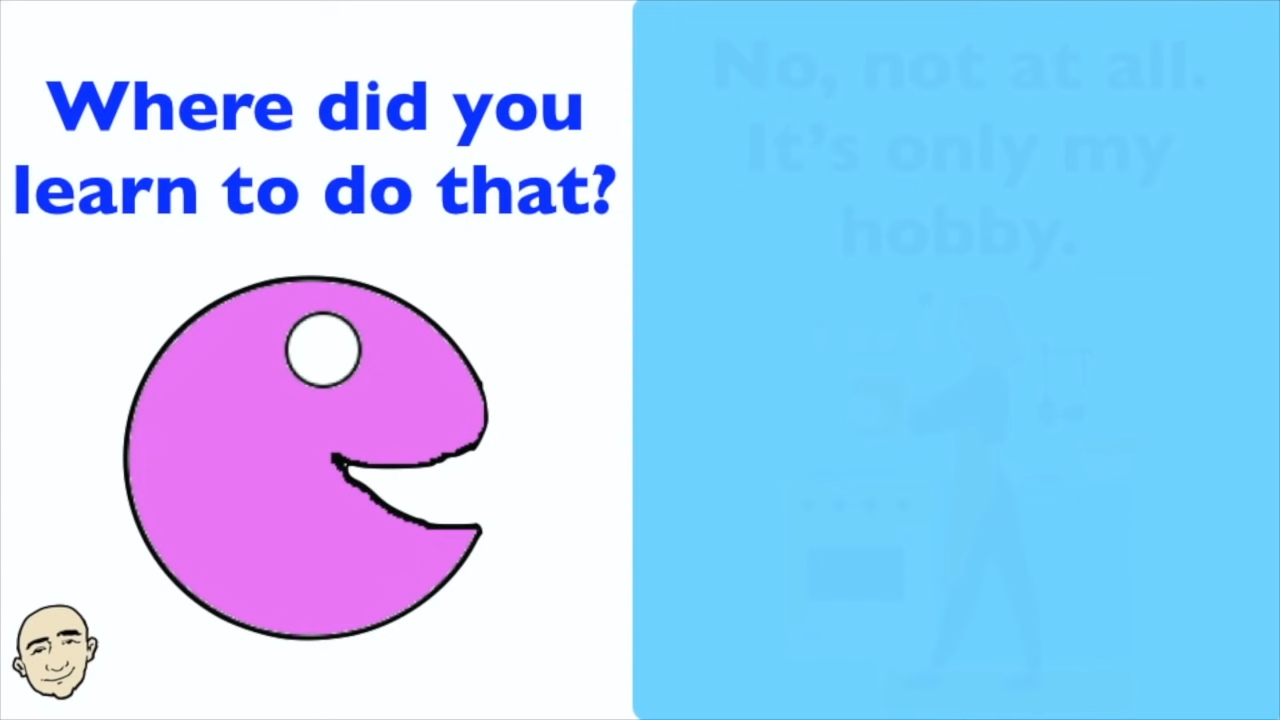 Where did you
learn to do that?
No, not at all.
It's only my
hobby.